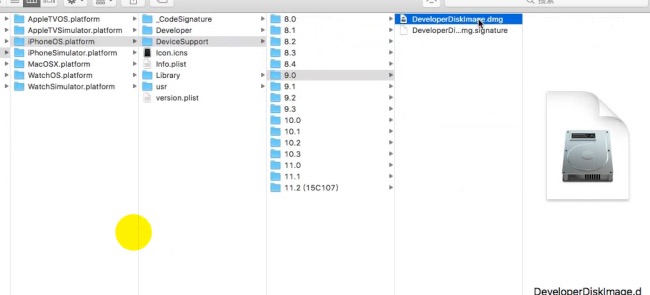 搜索
AppleTVOS.platform
AppleTVSimulator.platform
iPhoneOS.platform
iPhoneSimulator.platform
MacOSX.platform
WatchOS.platform
WatchSimulator.platform
_CodeSignature
Developer
DeviceSupport
Icon.icns
Info.plist
Library
usr
version.plist
8.0
8.1
8.2
8.3
8.4
9.0
9.1
9.2
9.3
10.0
10.1
10.2
10.3
11.0
11.1
11.2 (15C107)
DeveloperDiskImage.dmg
DeveloperDi...mg.signature
DeveloperDiskImage.d